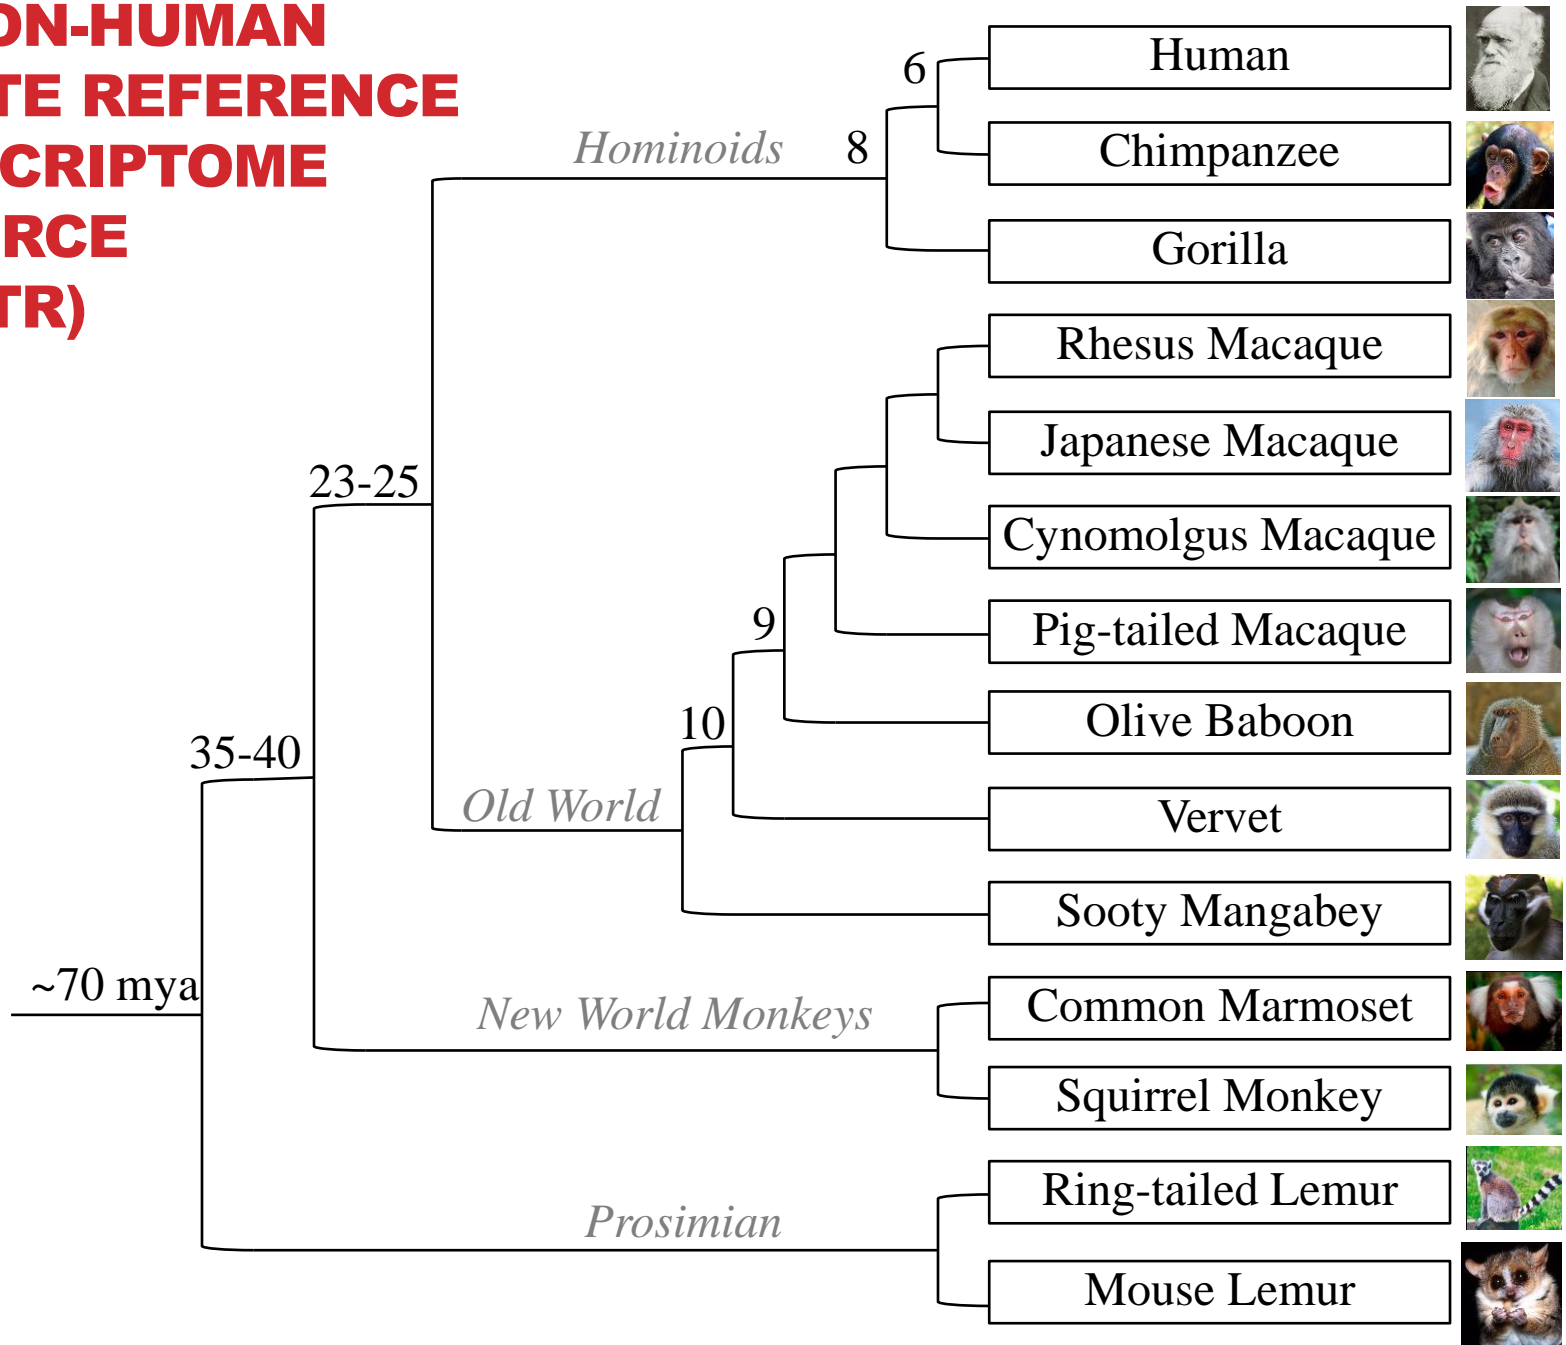 ON-HUMAN
TE REFERENCE
CRIPTOME
RCE
TR)
6
Human
Hominoids
8
Chimpanzee
Gorilla
Rhesus Macaque
Japanese Macaque
23-25
Cynomolgus Macaque
9
Pig-tailed Macaque
10
Olive Baboon
35-40
Old World
Vervet
Sooty Mangabey
~70 mya
New World Monkeys
Common Marmoset
Squirrel Monkey
Ring-tailed Lemur
Prosimian
Mouse Lemur